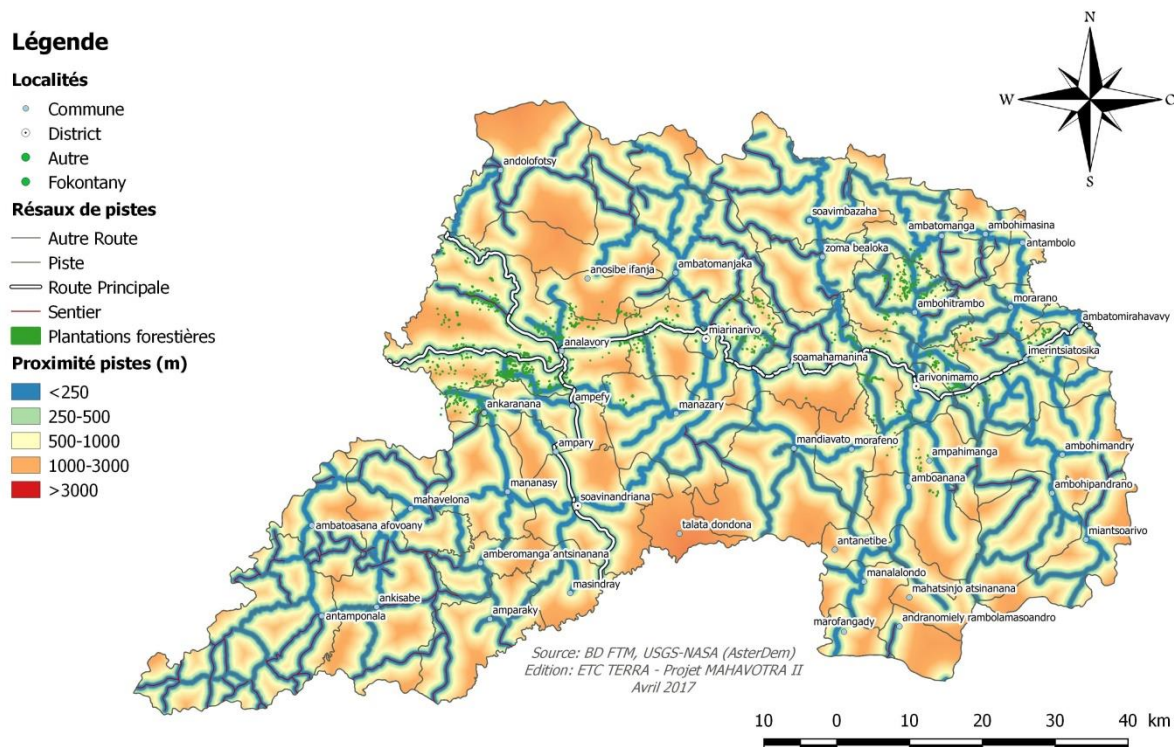 Légende
Localités
Commune
District
Autre
Fokontany
Résaux de pistes
Autre Route
Piste
Route Principale
Sentier
Plantations forestières
Proximité pistes (m)
<250
250-500
500-1000
1000-3000
>3000
N
W
C
S
andolofotsy
soavimbazaha
ambatomanga
ambohimasina
antambolo
zoma bealoka
ambatomanjaka
anosibe ifanja
ambohitrambo
morarano
ambatomirahavavy
miarinarivo
analavory
soamahamanina
imerintsiatosika
arivonimamo
ampefy
ankaranana
manazary
ampary
mandiavato
morafeno
ampahimanga
ambohimandry
mananasy
soavinandriana
amboanana
ambohipandrano
mahavelona
ambatoasana afovoany
talata dondona
miantsoarivo
antanetibe
amberomanga antsinanana
masindray
manalalondo
mahatsinjo atsinanana
ankisabe
antamponala
amparaky
marofangady
andranomiely rambolamasoandro
Source: BD FTM, USGS-NASA (AsterDem)
Edition: ETC TERRA - Projet MAHAVOTRA II
Avril 2017
10 0 10 20 30 40 km